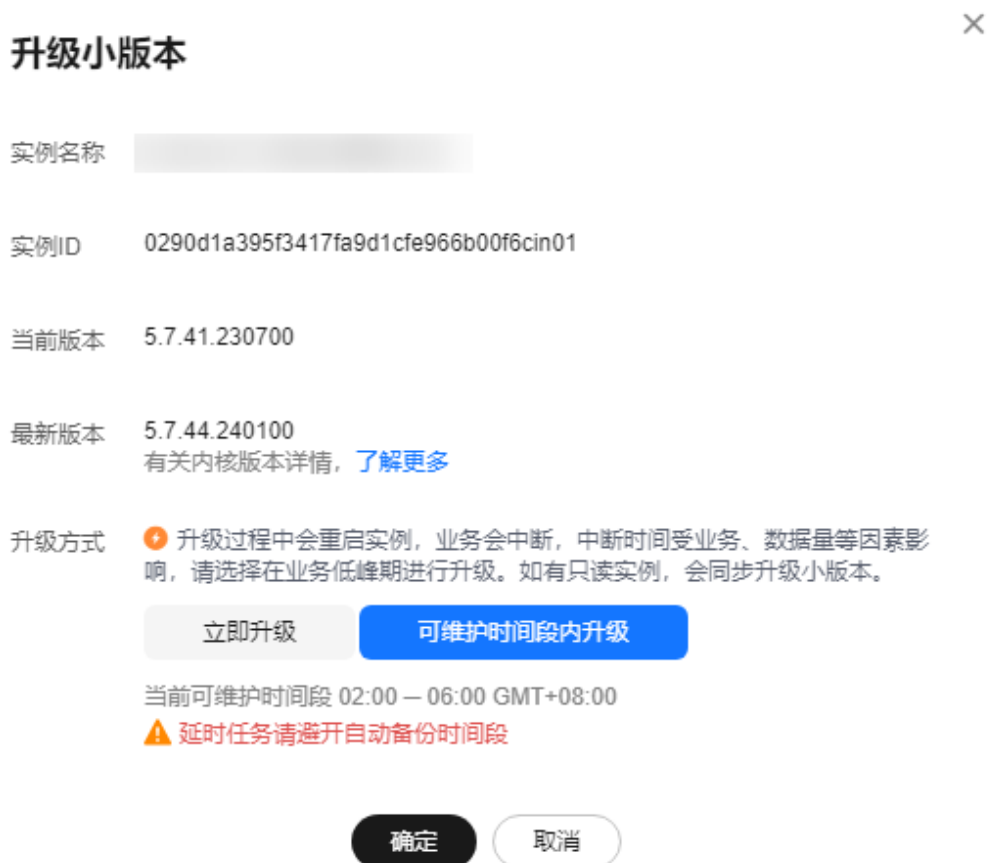 升级小版本
实例名称
实例ID 0290d1a395f3417fa9d1cfe966b00f6cin01
当前版本 5.7.41.230700
最新版本 5.7.44.240100
有关内核版本详情，了解更多
升级方式 升级过程中会重启实例，业务会中断，中断时间受业务、数据量等因素影
响，请选择在业务低峰期进行升级。如有只读实例，会同步升级小版本。
立即升级 可维护时间段内升级
当前可维护时间段 02:00 — 06:00 GMT+08:00
延时任务请避开自动备份时间段
确定 取消